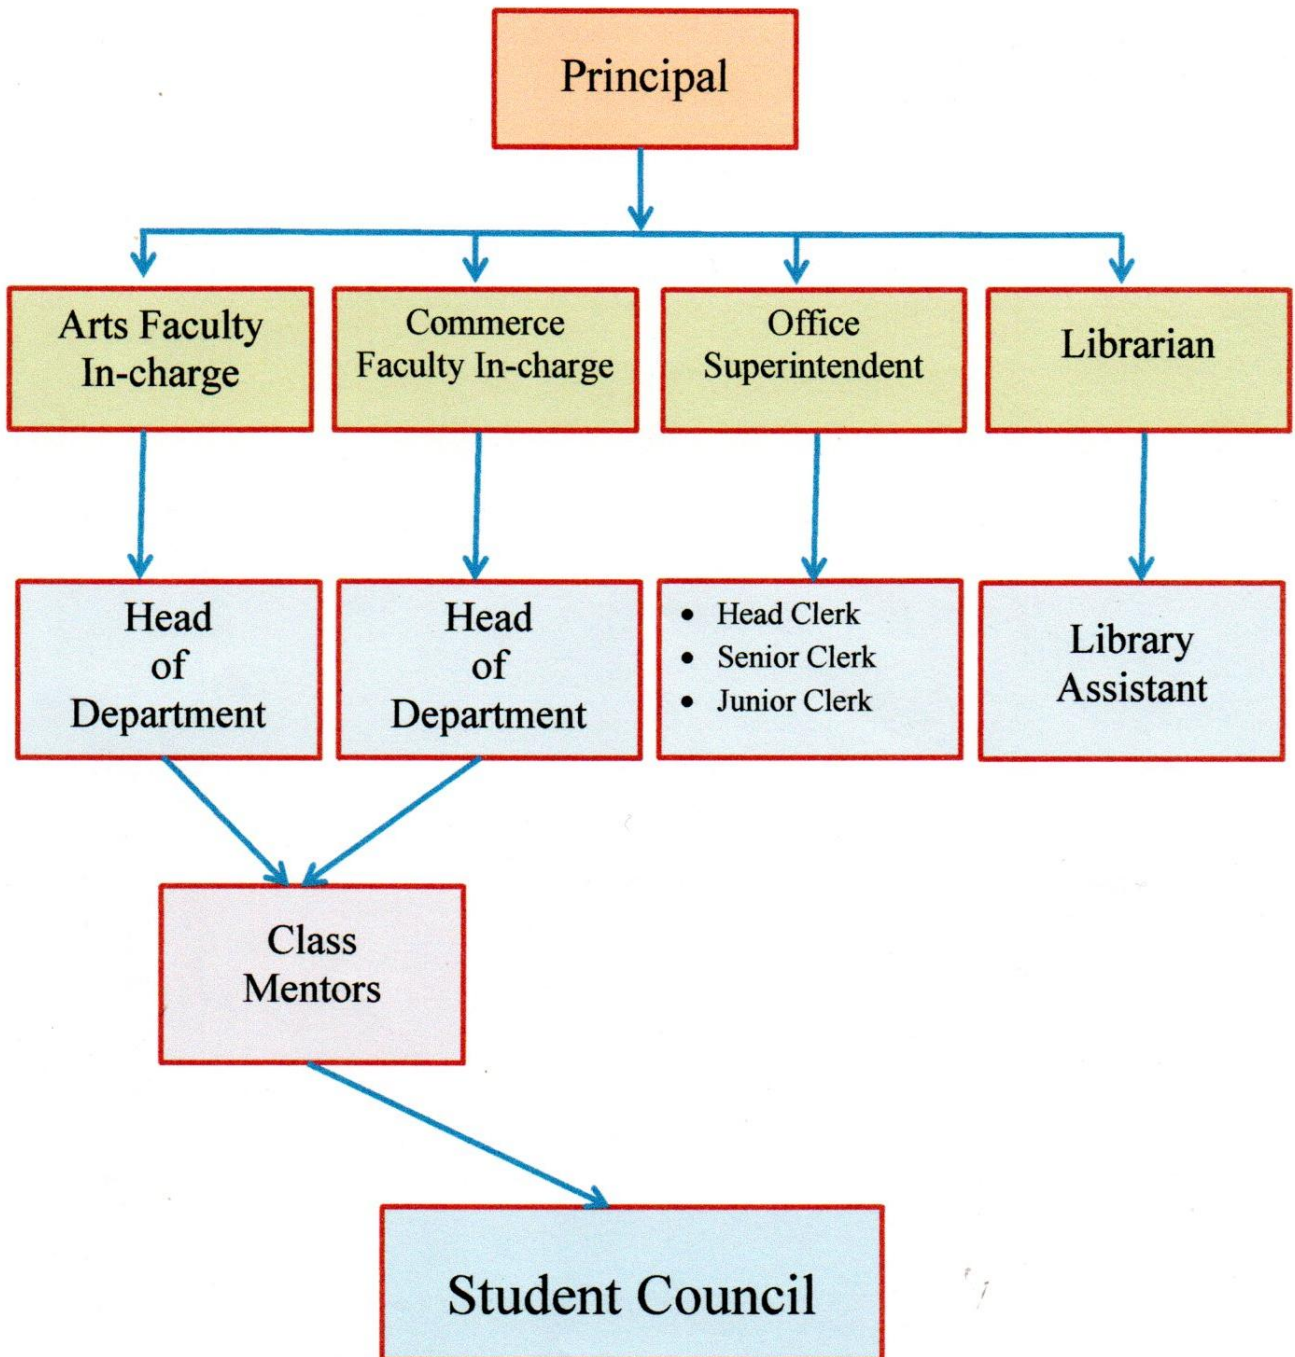 Principal
Arts Faculty
In-charge
Commerce
Faculty In-charge
Office
Superintendent
Librarian
Head
of
Department
Head
of
Department
• Head Clerk
• Senior Clerk
• Junior Clerk
Library
Assistant
Class
Mentors
Student Council